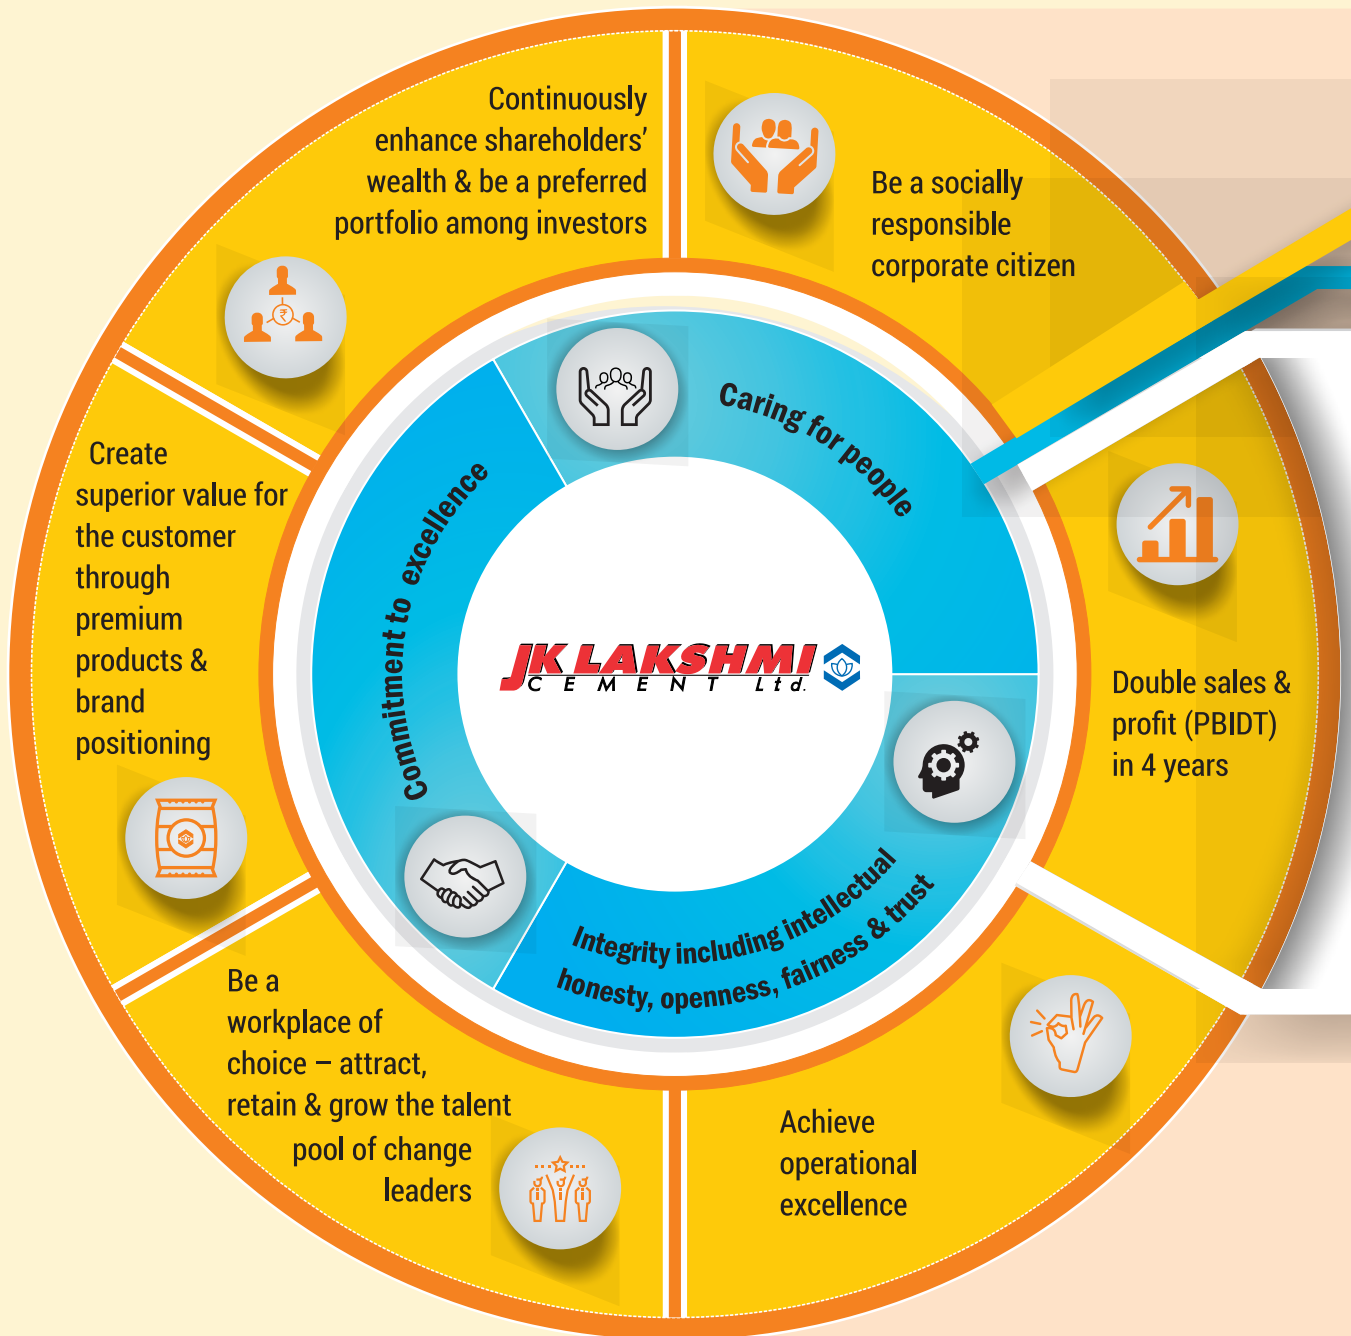 Continuously
enhance shareholders’
wealth & be a preferred
portfolio among investors
Be a socially
responsible
corporate citizen
₹
Create
superior value for
the customer
through
premium
products &
brand
positioning
Caring for people
Commitment to excellence
JK LAKSHMI
CEMENT Ltd.
Double sales &
profit (PBIDT)
in 4 years
Integrity including intellectual
honesty, openness, fairness & trust
Be a
workplace of
choice – attract,
retain & grow the talent
pool of change
leaders
Achieve
operational
excellence